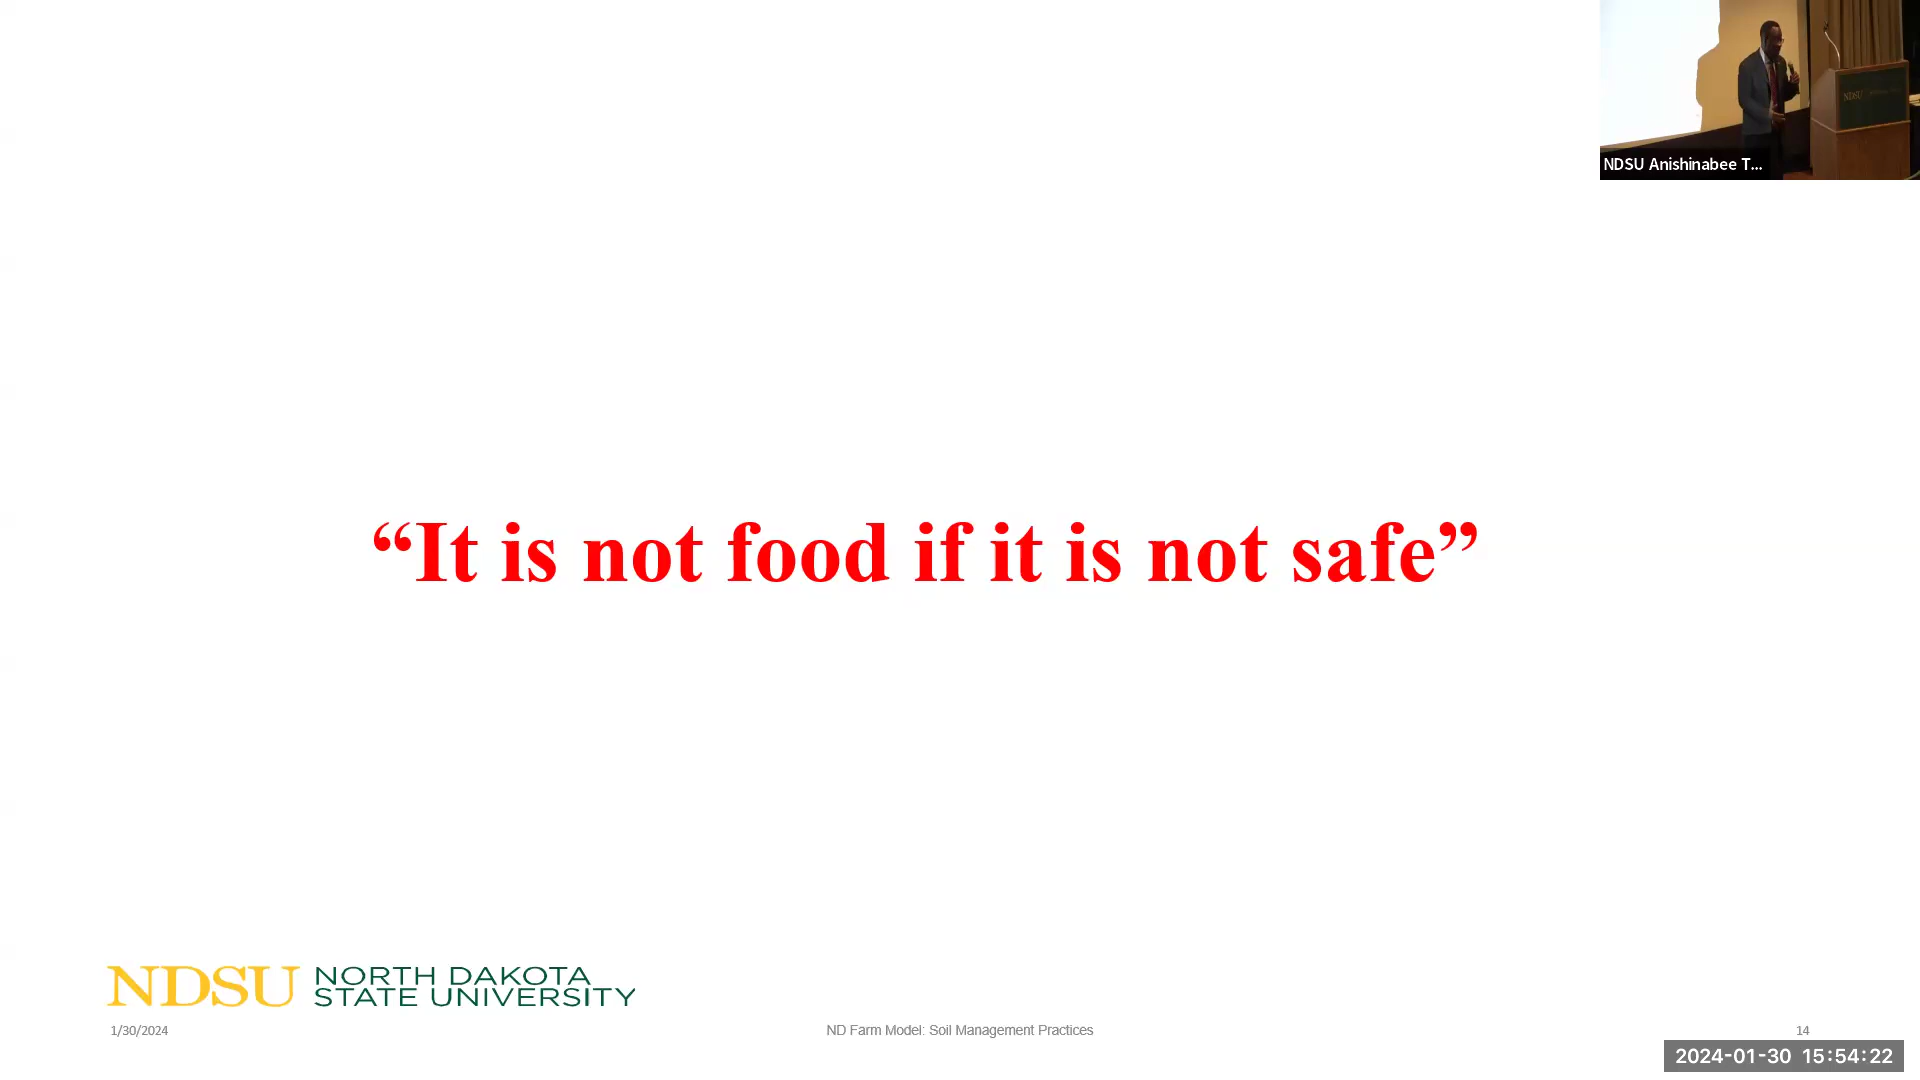 NDSU
NDSU Anishinabee T...
“It is not food if it is not safe”
NDSU NORTH DAKOTA
STATE UNIVERSITY
1/30/2024
ND Farm Model: Soil Management Practices
14
2024-01-30 15:54:22